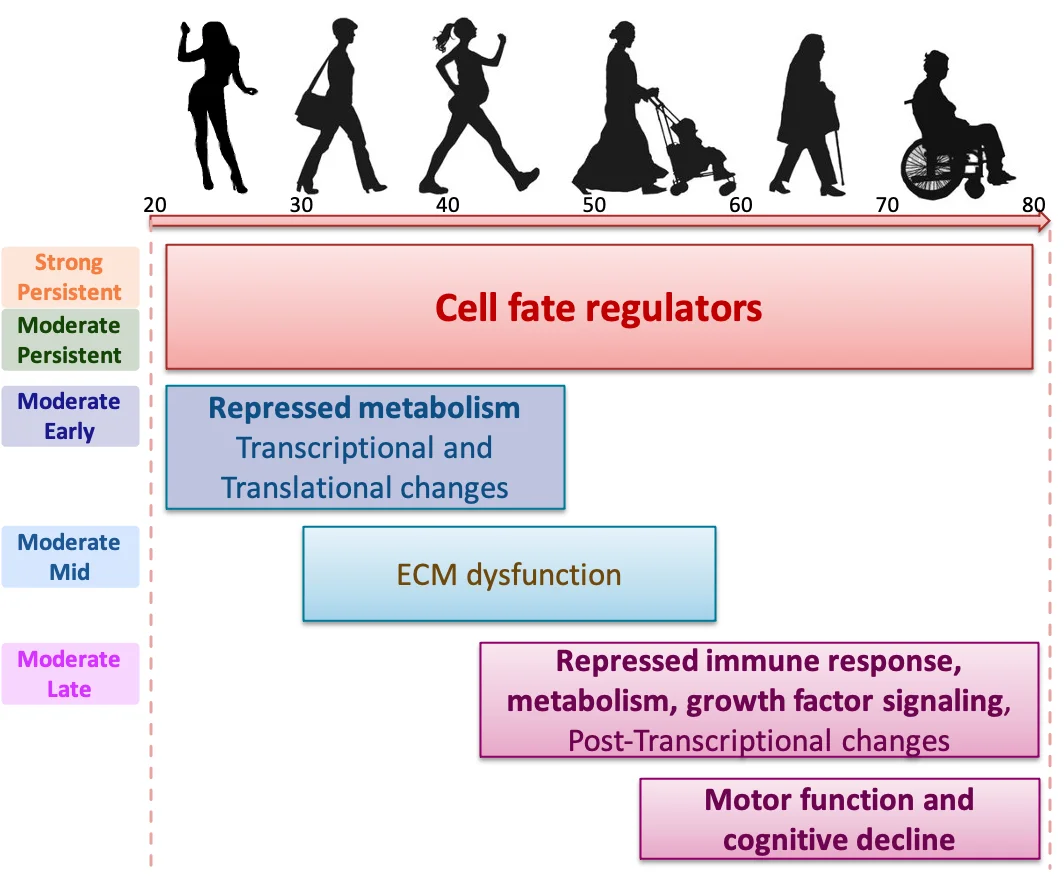 20 30 40 50 60 70 80
Strong
Persistent
Moderate
Persistent
Cell fate regulators
Moderate
Early
Repressed metabolism
Transcriptional and
Translational changes
Moderate
Mid
ECM dysfunction
Moderate
Late
Repressed immune response,
metabolism, growth factor signaling,
Post-Transcriptional changes
Motor function and
cognitive decline